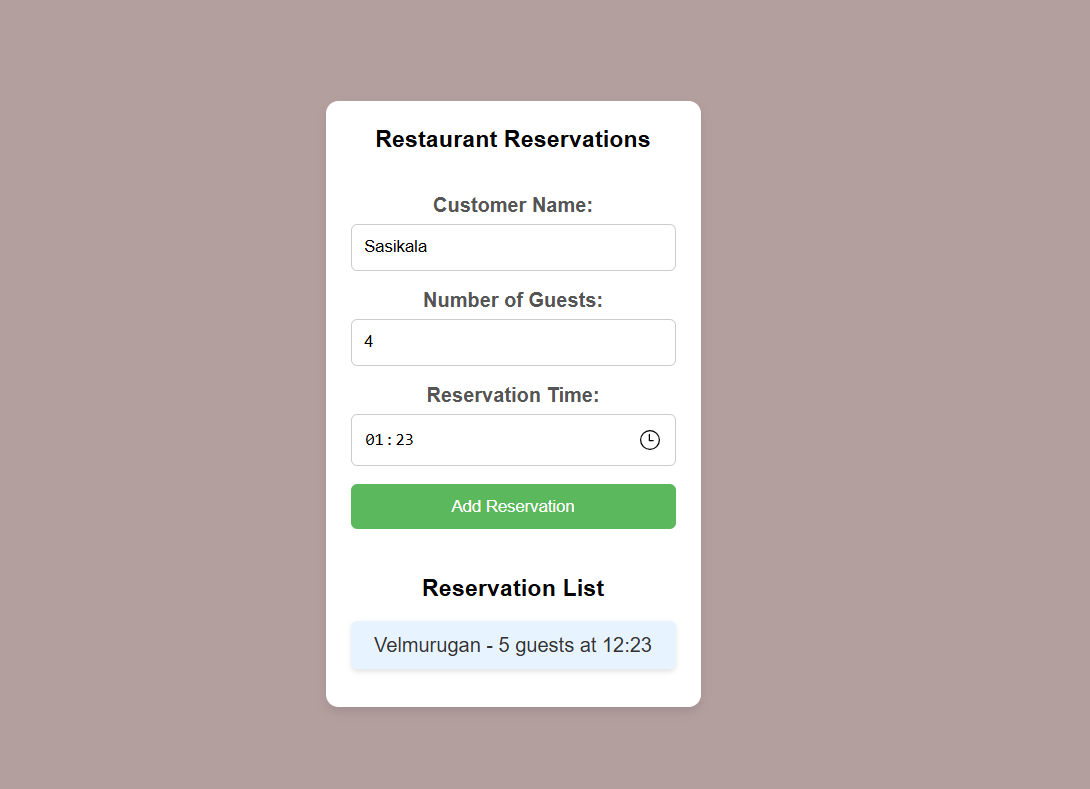 Restaurant Reservations
Customer Name:
Sasikala
Number of Guests:
4
Reservation Time:
01:23
Add Reservation
Reservation List
Velmurugan - 5 guests at 12:23